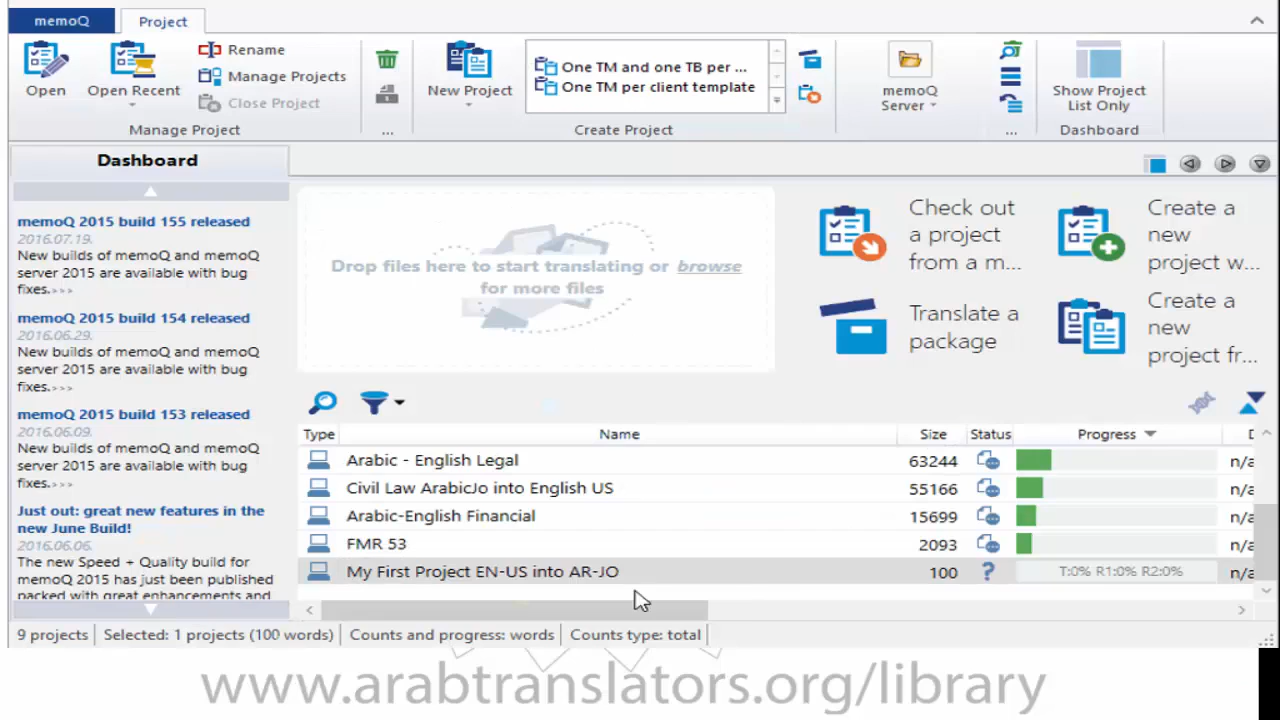 memoQ
Project
Open
Open Recent
Rename
Manage Projects
Close Project
Manage Project
...
New Project
One TM and one TB per ...
One TM per client template
Create Project
memoQ
Server
...
Show Project
List Only
Dashboard
Dashboard
memoQ 2015 build 155 released
2016.07.19.
New builds of memoQ and memoQ
server 2015 are available with bug
fixes.>>>
memoQ 2015 build 154 released
2016.06.29.
New builds of memoQ and memoQ
server 2015 are available with bug
fixes.>>>
memoQ 2015 build 153 released
2016.06.09.
New builds of memoQ and memoQ
server 2015 are available with bug
fixes.>>>
Just out: great new features in the
new June Build!
2016.06.06.
The new Speed + Quality build for
memoQ 2015 has just been published
packed with great enhancements and
Drop files here to start translating or browse
for more files
Check out
a project
from a m...
Create a
new
project w...
Translate a
package
Create a
new
project fr...
Type Name Size Status Progress D
Arabic - English Legal 63244 n/a
Civil Law ArabicJo into English US 55166 n/a
Arabic-English Financial 15699 n/a
FMR 53 2093 n/a
My First Project EN-US into AR-JO 100 ? T:0% R1:0% R2:0% n/a
9 projects Selected: 1 projects (100 words) Counts and progress: words Counts type: total
www.arabtranslators.org/library